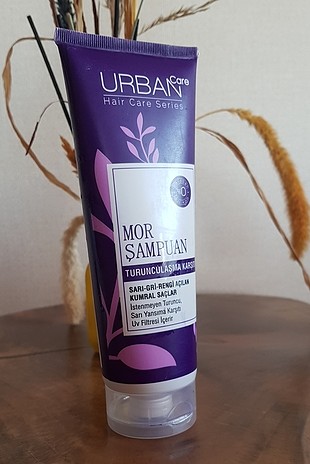 URBAN Care
Hair Care Series
MOR
ŞAMPUAN
TURUNCULAŞMA KARŞITI
SARI-GRİ-RENGİ AÇILAN
KUMRAL SAÇLAR
İstenmeyen Turuncu,
Sarı Yansıma Karşıtı
Uv Filtresi İçerir